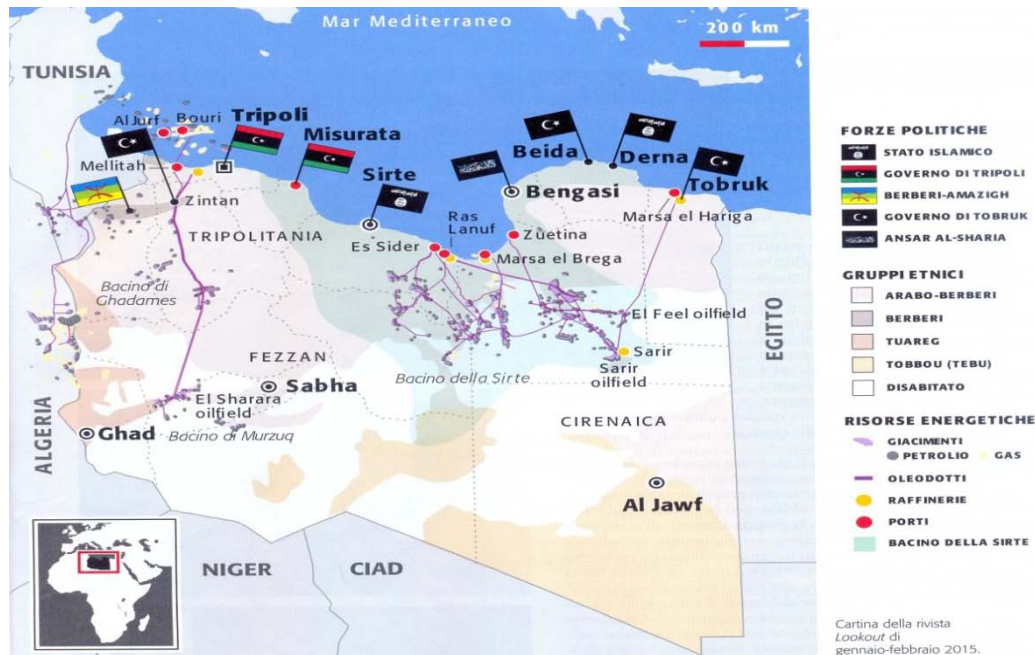 Mar Mediterraneo
200 km
TUNISIA
Al Jurf
Bouri
Tripoli
Misurata
Mellitah
Zintan
Sirte
Beida
Derna
Bengasi
Tobruk
Marsa el Hariga
TRIPOLITANIA
Es Sider
Ras
Lanuf
Zuetina
Marsa el Brega
Bacino di
Ghadames
El Feel oilfield
EGITTO
FEZZAN
Sarir
Sarir
oilfield
Bacino della Sirte
Sabha
El Sharara
oilfield
CIRENAICA
ALGERIA
Ghad
Bacino di Murzuq
Al Jawf
NIGER
CIAD
FORZE POLITICHE
STATO ISLAMICO
GOVERNO DI TRIPOLI
BERBERI-AMAZIGH
GOVERNO DI TOBRUK
ANSAR AL-SHARIA
GRUPPI ETNICI
ARABO-BERBERI
BERBERI
TUAREG
TOBBOU (TEBU)
DISABITATO
RISORSE ENERGETICHE
GIACIMENTI
PETROLIO GAS
OLEODOTTI
RAFFINERIE
PORTI
BACINO DELLA SIRTE
Cartina della rivista
Lookout di
gennaio-febbraio 2015.